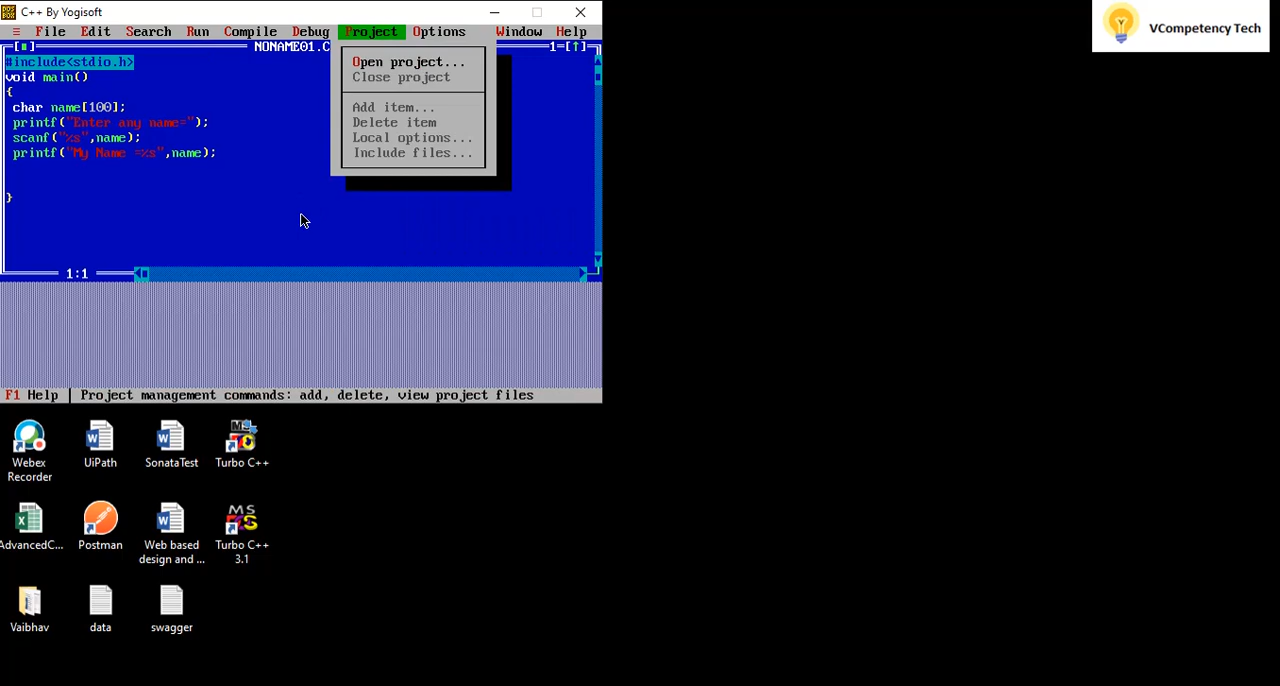 C++ By Yogisoft
VCompetency Tech
≡ File Edit Search Run Compile Debug Project Options Window Help
NONAME01.C
1=[↑]
#include<stdio.h>
void main()
{
char name[100];
printf("Enter any name=");
scanf("%s",name);
printf("My Name =%s",name);
}
Open project...
Close project
Add item...
Delete item
Local options...
Include files...
1:1
F1 Help | Project management commands: add, delete, view project files
Webex Recorder
UiPath
SonataTest
Turbo C++
AdvancedC...
Postman
Web based design and ...
Turbo C++ 3.1
Vaibhav
data
swagger